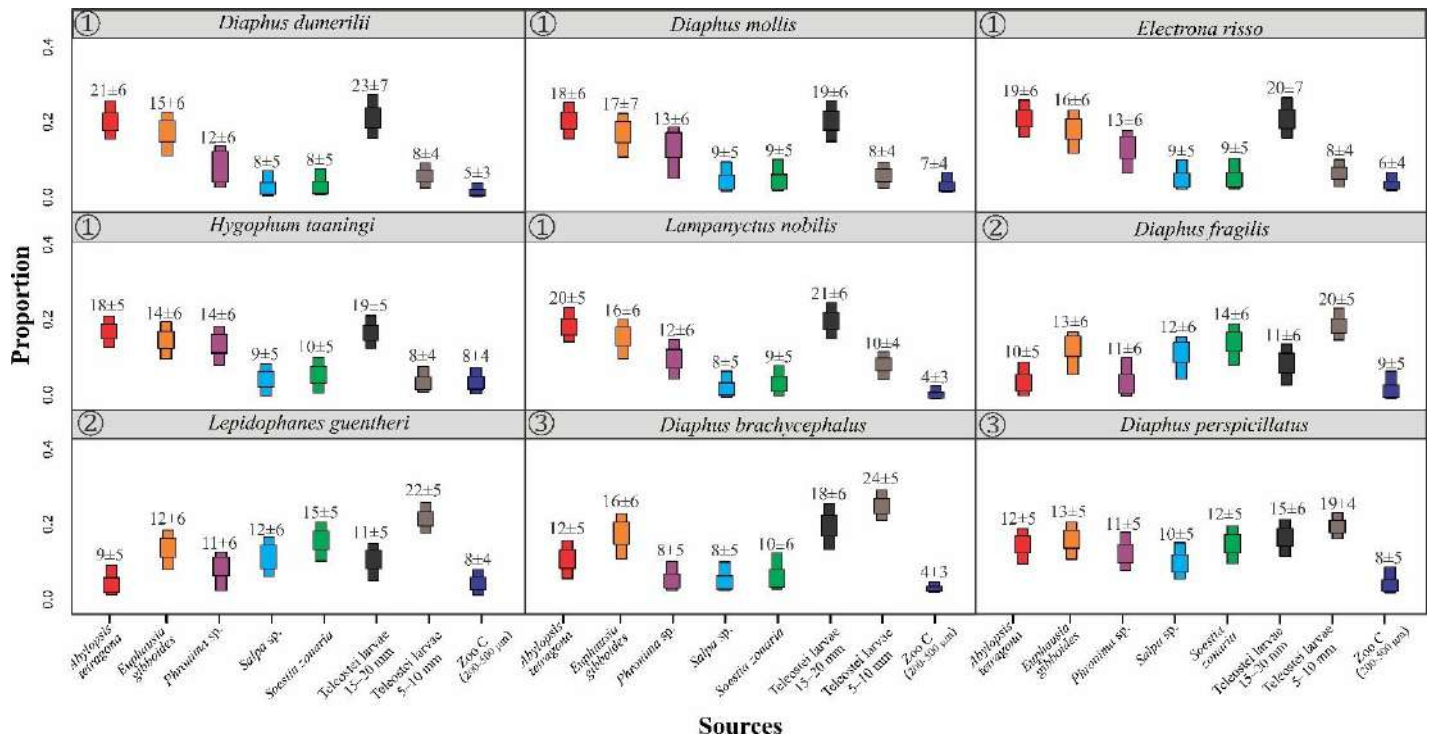 ① Diaphus dumerilii
① Diaphus mollis
① Electrona risso
0.4
0.2
0.0
21±6 15±6 12±6 8±5 8±5 23±7 8±4 5±3
18±6 17±7 13±6 9±5 9±5 19±6 8±4 7±4
19±6 16±6 13±6 9±5 9±5 20±7 8±4 6±4
① Hygophum taaningi
① Lampanyctus nobilis
② Diaphus fragilis
0.4
0.2
0.0
18±5 14±6 14±6 9±5 10±5 19±5 8±4 8±4
20±5 16±6 12±6 8±5 9±5 21±6 10±4 4±3
10±5 13±6 11±6 12±6 14±6 11±6 20±5 9±5
② Lepidophanes guentheri
③ Diaphus brachycephalus
③ Diaphus perspicillatus
0.4
0.2
0.0
9±5 12±6 11±6 12±6 15±5 11±5 22±5 8±4
12±5 16±6 8±5 8±5 10±6 18±6 24±5 4±3
12±5 13±5 11±5 10±5 12±5 15±6 19±4 8±5
Proportion
Abylopsis
tetragona
Euphausia
gibboides
Phronima sp.
Salpa sp.
Soestia zonaria
Teleostei larvae
15–20 mm
Teleostei larvae
5–10 mm
Zoo C
(200-500 µm)
Abylopsis
tetragona
Euphausia
gibboides
Phronima sp.
Salpa sp.
Soestia zonaria
Teleostei larvae
15–20 mm
Teleostei larvae
5–10 mm
Zoo C
(200-500 µm)
Abylopsis
tetragona
Euphausia
gibboides
Phronima sp.
Salpa sp.
Soestia
zonaria
Teleostei larvae
15–20 mm
Teleostei larvae
5–10 mm
Zoo C
(200-500 µm)
Sources